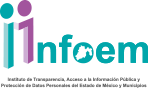 infoem
Instituto de Transparencia, Acceso a la Información Pública y
Protección de Datos Personales del Estado de México y Municipios